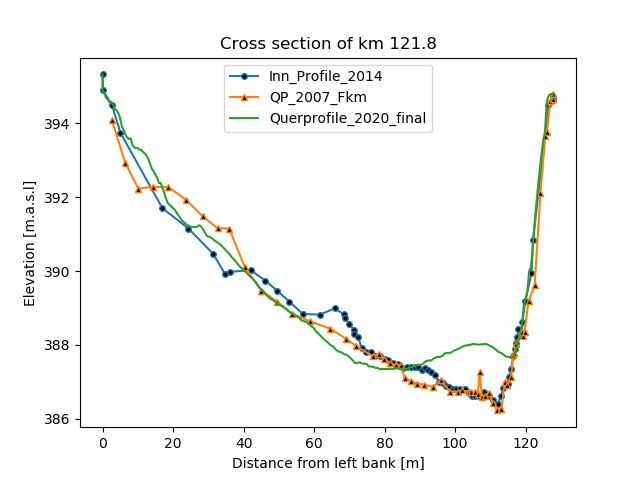 Cross section of km 121.8
Inn_Profile_2014
QP_2007_Fkm
Querprofile_2020_final
394
392
390
388
386
Elevation [m.a.s.l]
0 20 40 60 80 100 120
Distance from left bank [m]